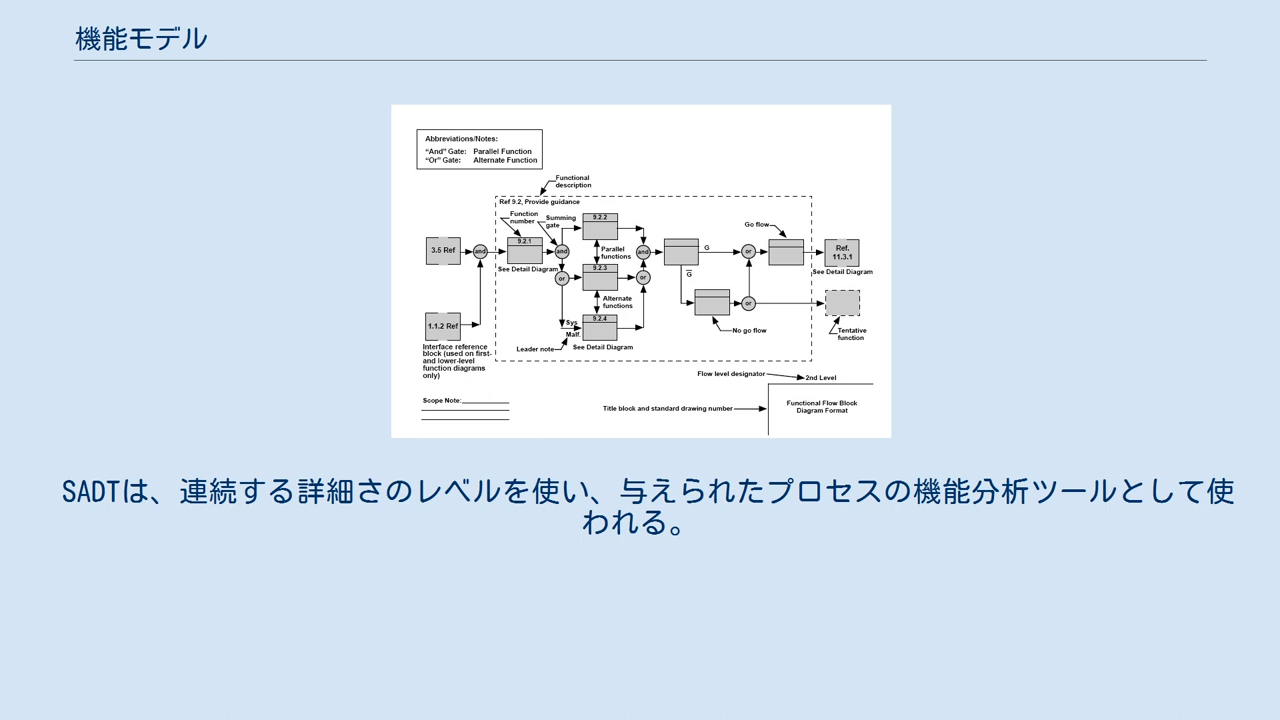 機能モデル
Abbreviations/Notes:
“And” Gate: Parallel Function
“Or” Gate: Alternate Function
Functional
description
Ref 9.2, Provide guidance
Function
number
Summing
gate
9.2.2
Go flow
3.5 Ref
and
9.2.1
and
Parallel
functions
and
G
or
Ref.
11.3.1
See Detail Diagram
or
9.2.3
or
G
See Detail Diagram
Alternate
functions
or
1.1.2 Ref
Sys
Malf.
9.2.4
No go flow
Tentative
function
Leader note
See Detail Diagram
Interface reference
block (used on first-
and lower-level
function diagrams
only)
Flow level designator
2nd Level
Scope Note:
Title block and standard drawing number
Functional Flow Block
Diagram Format
SADTは、連続する詳細さのレベルを使い、与えられたプロセスの機能分析ツールとして使
われる。